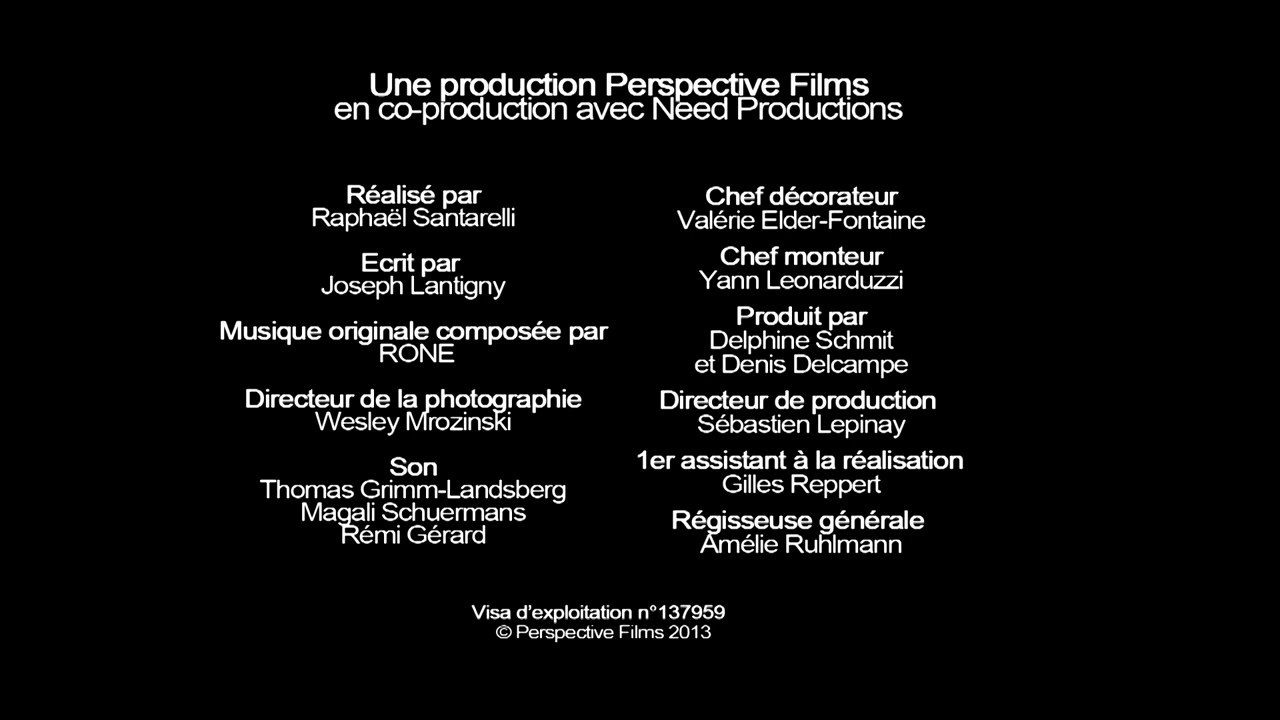 Une production Perspective Films
en co-production avec Need Productions
Réalisé par
Raphaël Santarelli
Ecrit par
Joseph Lantigny
Musique originale composée par
RONE
Directeur de la photographie
Wesley Mrozinski
Son
Thomas Grimm-Landsberg
Magali Schuermans
Rémi Gérard
Chef décorateur
Valérie Elder-Fontaine
Chef monteur
Yann Leonarduzzi
Produit par
Delphine Schmit
et Denis Delcampe
Directeur de production
Sébastien Lepinay
1er assistant à la réalisation
Gilles Reppert
Régisseuse générale
Amélie Ruhlmann
Visa d'exploitation n°137959
© Perspective Films 2013